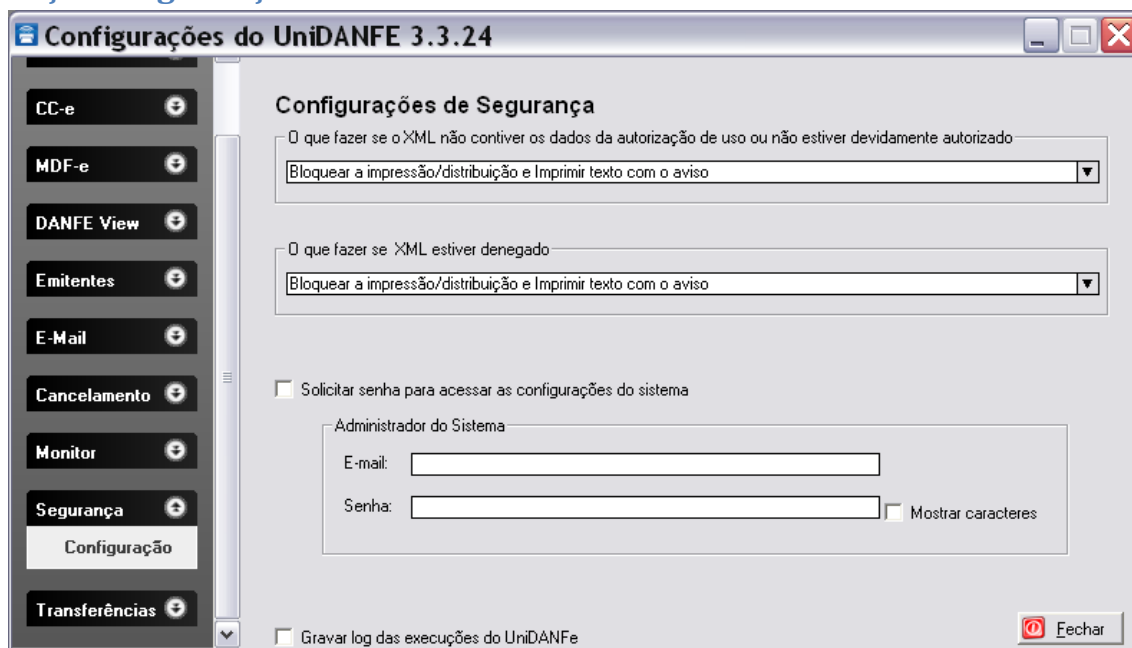 Configurações do UniDANFE 3.3.24
CC-e
MDF-e
DANFE View
Emitentes
E-Mail
Cancelamento
Monitor
Segurança
Configuração
Transferências
Configurações de Segurança
O que fazer se o XML não contiver os dados da autorização de uso ou não estiver devidamente autorizado
Bloquear a impressão/distribuição e Imprimir texto com o aviso
O que fazer se XML estiver denegado
Bloquear a impressão/distribuição e Imprimir texto com o aviso
Solicitar senha para acessar as configurações do sistema
Administrador do Sistema
E-mail:
Senha:
Mostrar caracteres
Gravar log das execuções do UniDANFe
Fechar